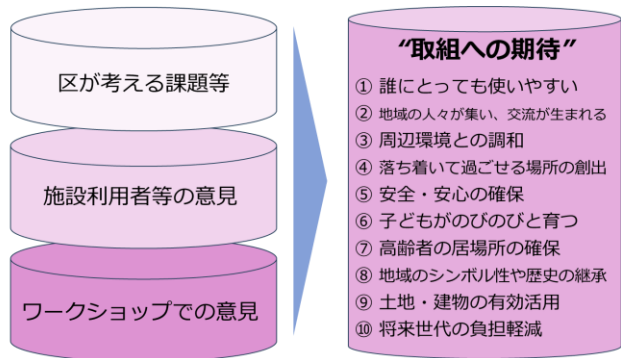 区が考える課題等
施設利用者等の意見
ワークショップでの意見
“取組への期待”
① 誰にとっても使いやすい
② 地域の人々が集い、交流が生まれる
③ 周辺環境との調和
④ 落ち着いて過ごせる場所の創出
⑤ 安全・安心の確保
⑥ 子どもがのびのびと育つ
⑦ 高齢者の居場所の確保
⑧ 地域のシンボル性や歴史の継承
⑨ 土地・建物の有効活用
⑩ 将来世代の負担軽減